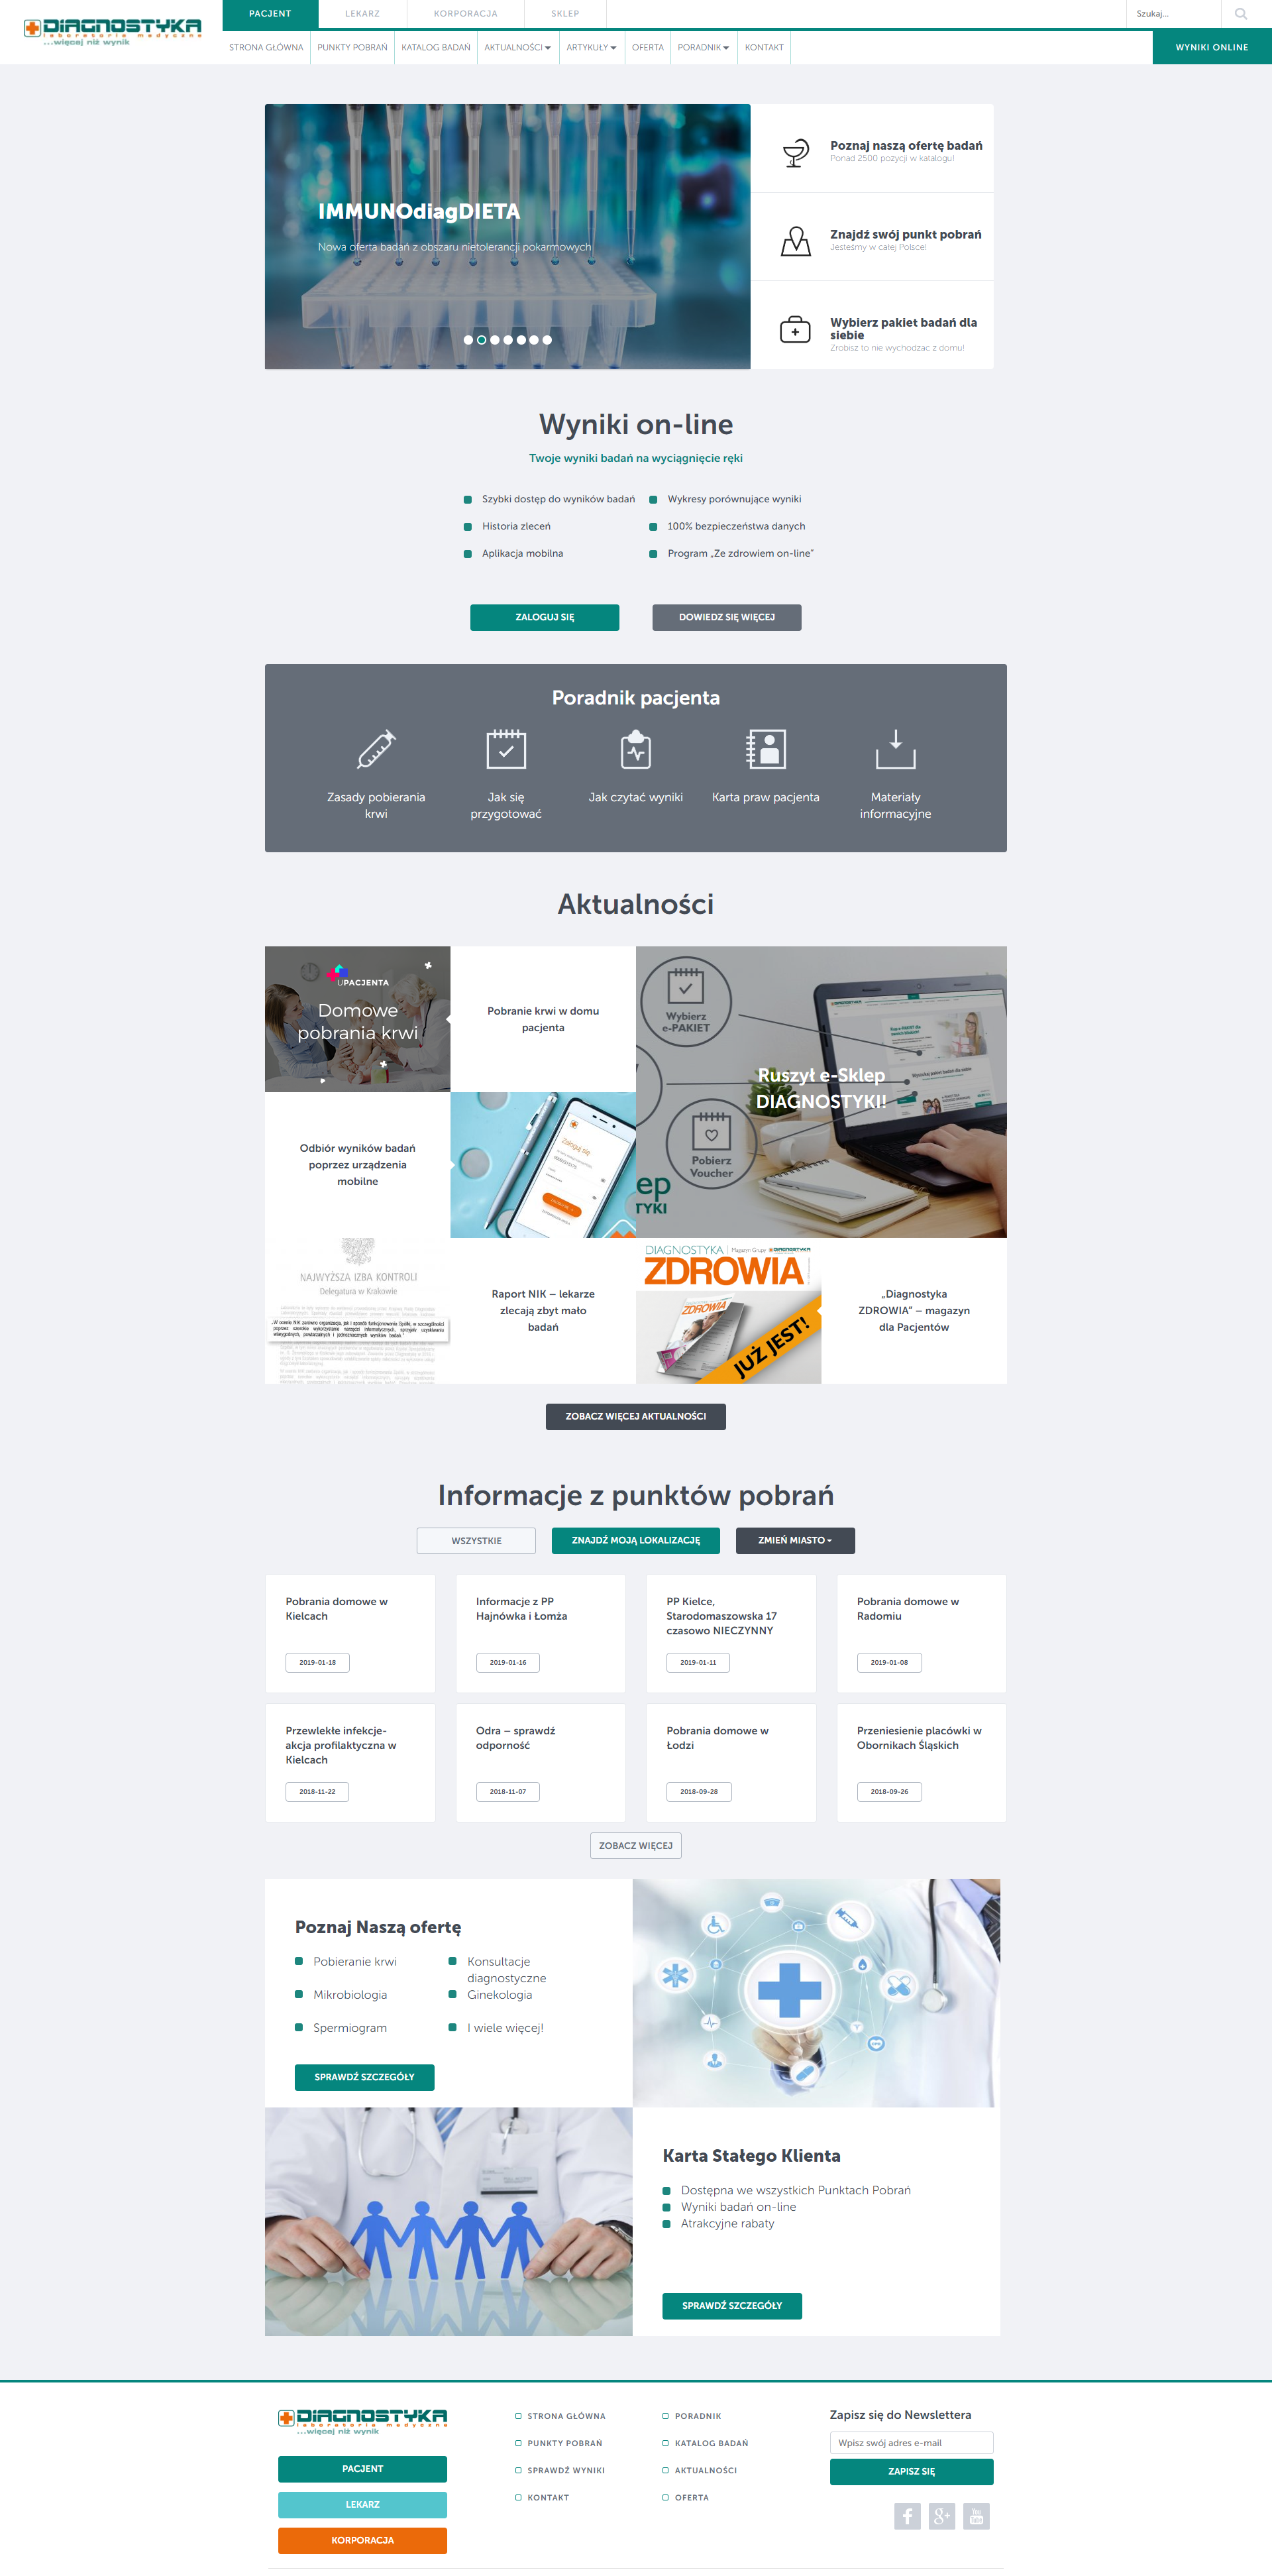 DIAGNOSTYKA
laboratoria medyczne
...więcej niż wynik
PACJENT
LEKARZ
KORPORACJA
SKLEP
Szukaj...
STRONA GŁÓWNA
PUNKTY POBRAŃ
KATALOG BADAŃ
AKTUALNOŚCI
ARTYKUŁY
OFERTA
PORADNIK
KONTAKT
WYNIKI ONLINE
IMMUNOdiagDIETA
Nowa oferta badań z obszaru nietolerancji pokarmowych
Poznaj naszą ofertę badań
Ponad 2500 pozycji w katalogu!
Znajdź swój punkt pobrań
Jesteśmy w całej Polsce!
Wybierz pakiet badań dla
siebie
Zrobisz to nie wychodząc z domu!
Wyniki on-line
Twoje wyniki badań na wyciągnięcie ręki
Szybki dostęp do wyników badań
Wykresy porównujące wyniki
Historia zleceń
100% bezpieczeństwa danych
Aplikacja mobilna
Program „Ze zdrowiem on-line”
ZALOGUJ SIĘ
DOWIEDZ SIĘ WIĘCEJ
Poradnik pacjenta
Zasady pobierania
krwi
Jak się
przygotować
Jak czytać wyniki
Karta praw pacjenta
Materiały
informacyjne
Aktualności
UPACJENTA
Domowe
pobrania krwi
Pobranie krwi w domu
pacjenta
Wybierz
e-PAKIET
Ruszył e-Sklep
DIAGNOSTYKI!
Pobierz
Voucher
ep
TYKI
Odbiór wyników badań
poprzez urządzenia
mobilne
Zaloguj się
NAJWYŻSZA IZBA KONTROLI
Delegatura w Krakowie
Raport NIK – lekarze
zlecają zbyt mało
badań
DIAGNOSTYKA
Magazyn Grupy DIAGNOSTYKA
ZDROWIA
ZDROWIA
JUŻ JEST!
„Diagnostyka
ZDROWIA” – magazyn
dla Pacjentów
ZOBACZ WIĘCEJ AKTUALNOŚCI
Informacje z punktów pobrań
WSZYSTKIE
ZNAJDŹ MOJĄ LOKALIZACJĘ
ZMIEŃ MIASTO
Pobrania domowe w
Kielcach
2019-01-18
Informacje z PP
Hajnówka i Łomża
2019-01-16
PP Kielce,
Starodomaszowska 17
czasowo NIECZYNNY
2019-01-11
Pobrania domowe w
Radomiu
2019-01-08
Przewlekłe infekcje-
akcja profilaktyczna w
Kielcach
2018-11-22
Odra – sprawdź
odporność
2018-11-07
Pobrania domowe w
Łodzi
2018-09-28
Przeniesienie placówki w
Obornikach Śląskich
2018-09-26
ZOBACZ WIĘCEJ
Poznaj Naszą ofertę
Pobieranie krwi
Konsultacje
diagnostyczne
Mikrobiologia
Ginekologia
Spermiogram
I wiele więcej!
SPRAWDŹ SZCZEGÓŁY
Karta Stałego Klienta
Dostępna we wszystkich Punktach Pobrań
Wyniki badań on-line
Atrakcyjne rabaty
SPRAWDŹ SZCZEGÓŁY
DIAGNOSTYKA
laboratoria medyczne
...więcej niż wynik
PACJENT
LEKARZ
KORPORACJA
STRONA GŁÓWNA
PUNKTY POBRAŃ
SPRAWDŹ WYNIKI
KONTAKT
PORADNIK
KATALOG BADAŃ
AKTUALNOŚCI
OFERTA
Zapisz się do Newslettera
Wpisz swój adres e-mail
ZAPISZ SIĘ